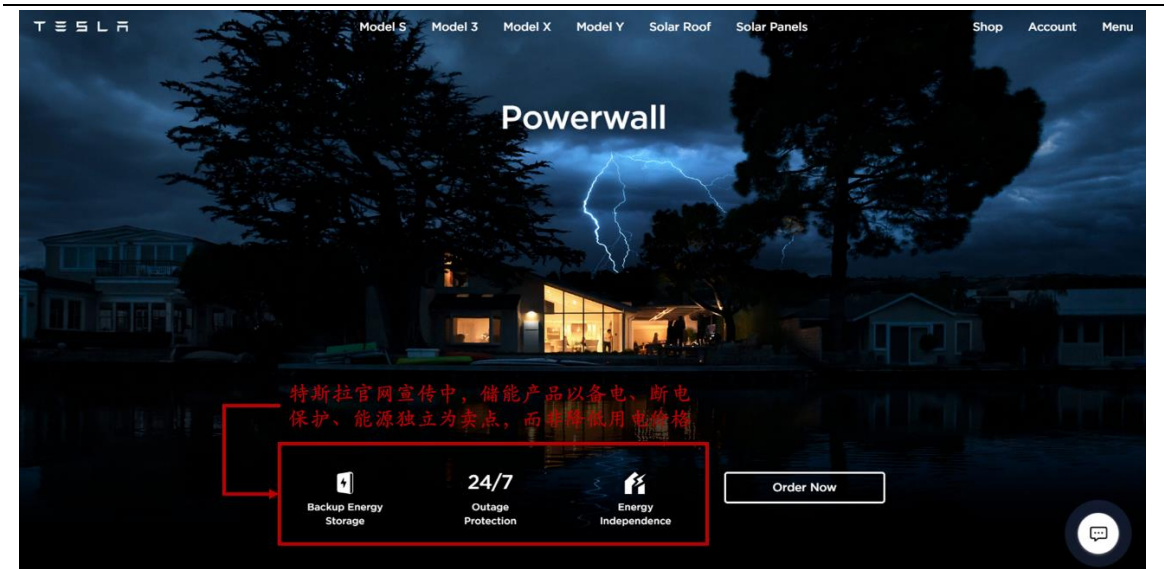 TESLA
Model S Model 3 Model X Model Y Solar Roof Solar Panels Shop Account Menu
Powerwall
特斯拉官网宣传中，储能产品以备电、断电
保护、能源独立为卖点，而非降低用电价格
24/7
Backup Energy
Storage
Outage
Protection
Energy
Independence
Order Now